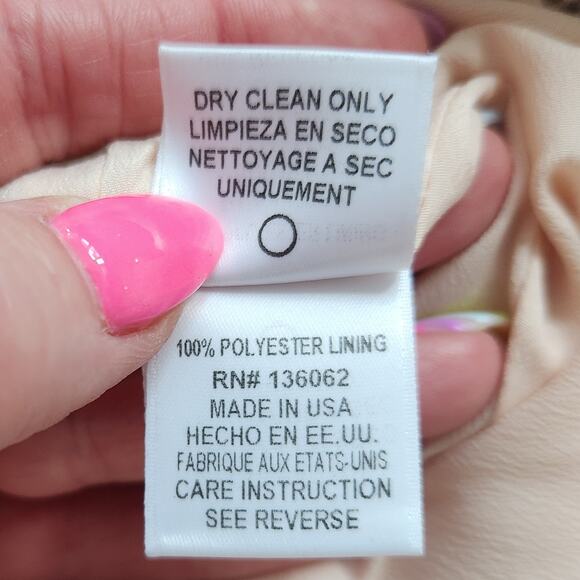 DRY CLEAN ONLY
LIMPIEZA EN SECO
NETTOYAGE A SEC
UNIQUEMENT
100% POLYESTER LINING
RN# 136062
MADE IN USA
HECHO EN EE.UU.
FABRIQUE AUX ETATS-UNIS
CARE INSTRUCTION
SEE REVERSE